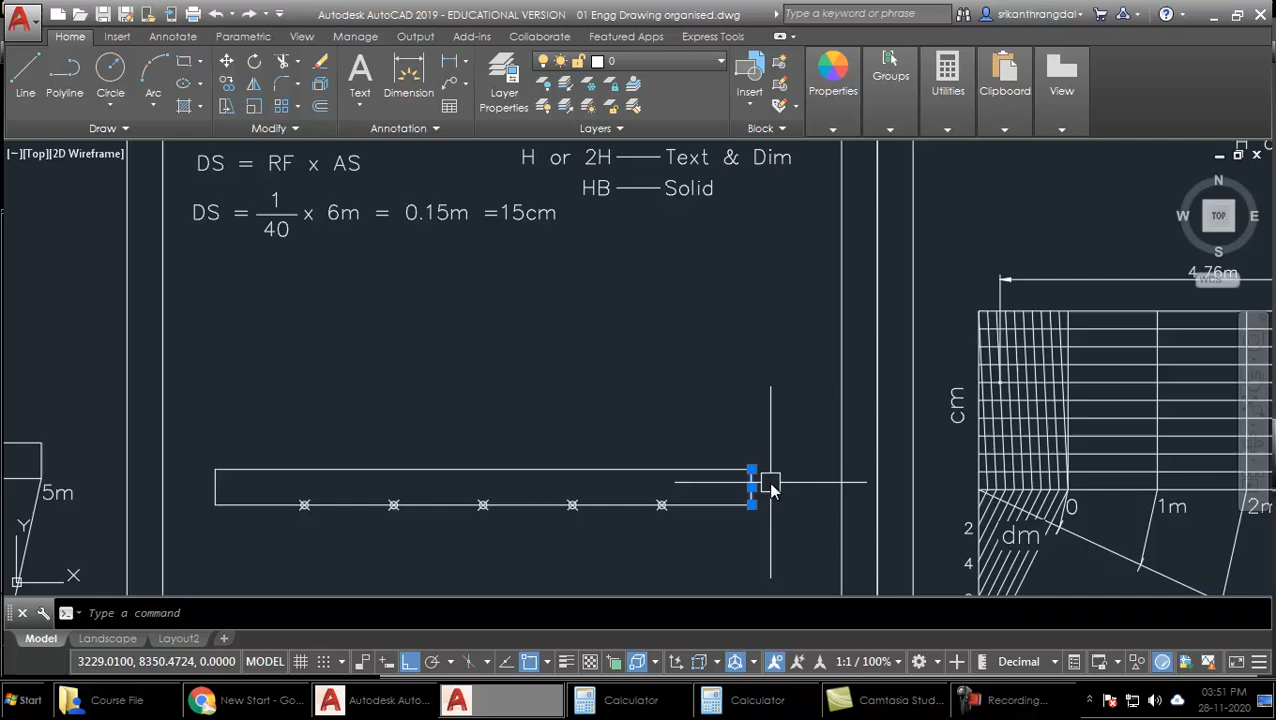 Autodesk AutoCAD 2019 - EDUCATIONAL VERSION 01 Engg Drawing organised.dwg
Type a keyword or phrase
srikanthrangdal
Home Insert Annotate Parametric View Manage Output Add-ins Collaborate Featured Apps Express Tools
0
Line Polyline Circle Arc
Text Dimension
Layer Properties
Insert
Properties Groups Utilities Clipboard View
Draw Modify Annotation Layers Block
[−][Top][2D Wireframe]
DS = RF x AS
H or 2H Text & Dim
HB Solid
DS = 1/40 x 6m = 0.15m =15cm
N
W TOP E
S
WCS
4.76m
cm
5m
Y
X
0 1m
2
dm
4
Type a command
Model Landscape Layout2 +
3229.0100, 8350.4724, 0.0000 MODEL 1:1 / 100% Decimal
Start Course File New Start - Go... Autodesk Auto... Calculator Calculator Camtasia Studi... Recording...
03:51 PM
28-11-2020